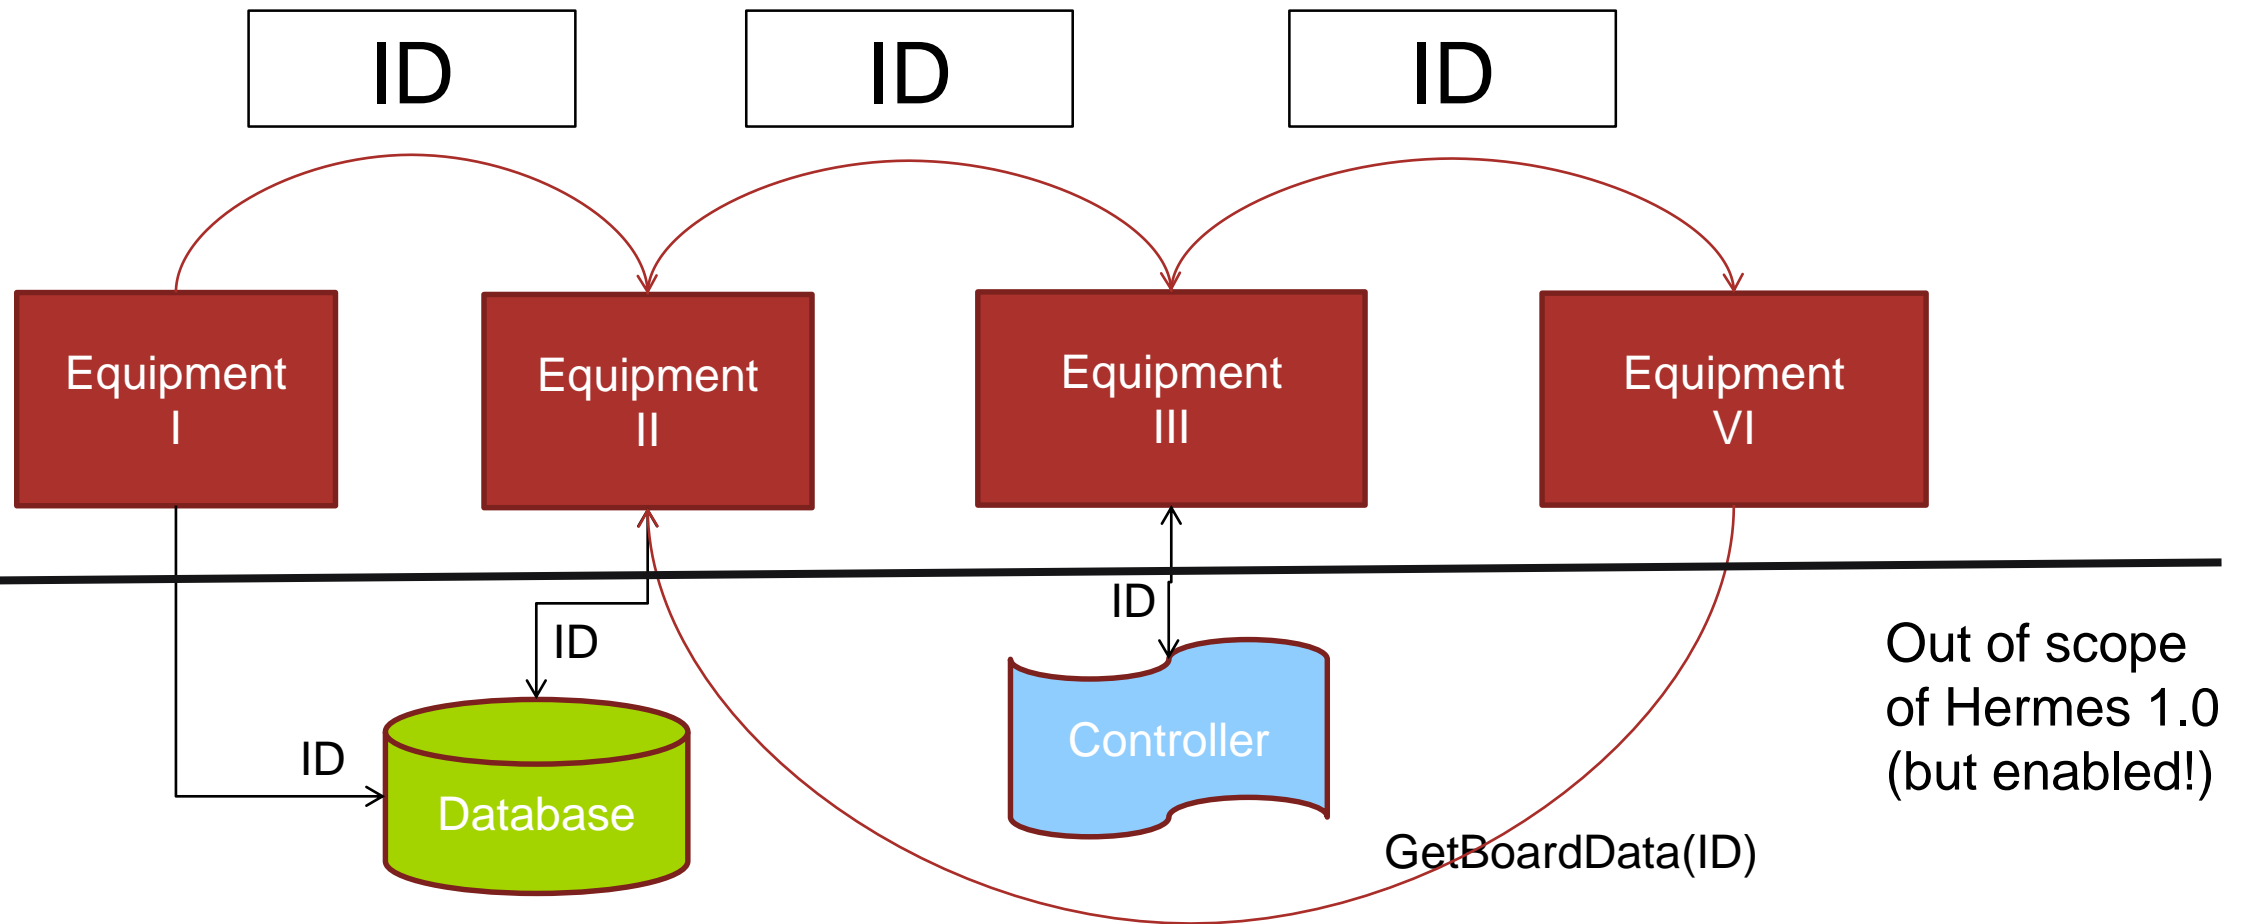 ID
ID
ID
Equipment
I
Equipment
II
Equipment
III
Equipment
VI
ID
ID
ID
Database
Controller
GetBoardData(ID)
Out of scope
of Hermes 1.0
(but enabled!)